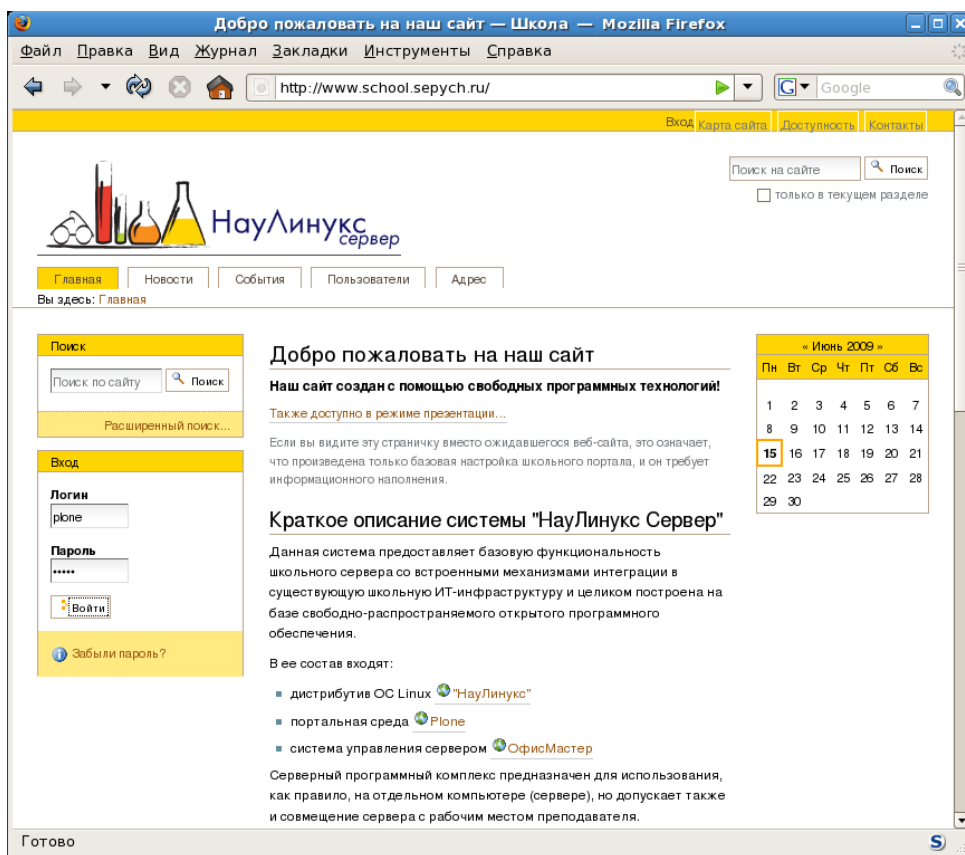 Добро пожаловать на наш сайт — Школа — Mozilla Firefox
Файл Правка Вид Журнал Закладки Инструменты Справка
http://www.school.sepych.ru/ G Google
Вход Карта сайта Доступность Контакты
Поиск на сайте Поиск
только в текущем разделе
НауЛинукс
сервер
Главная Новости События Пользователи Адрес
Вы здесь: Главная
Поиск
Поиск по сайту Поиск
Расширенный поиск...
Вход
Логин
plone
Пароль
•••••
Войти
Забыли пароль?
Добро пожаловать на наш сайт
Наш сайт создан с помощью свободных программных технологий!
Также доступно в режиме презентации...
Если вы видите эту страничку вместо ожидавшегося веб-сайта, это означает,
что произведена только базовая настройка школьного портала, и он требует
информационного наполнения.
Краткое описание системы "НауЛинукс Сервер"
Данная система предоставляет базовую функциональность
школьного сервера со встроенными механизмами интеграции в
существующую школьную ИТ-инфраструктуру и целиком построена на
базе свободно-распространяемого открытого программного
обеспечения.
В ее состав входят:
дистрибутив ОС Linux "НауЛинукс"
портальная среда Plone
система управления сервером ОфисМастер
Серверный программный комплекс предназначен для использования,
как правило, на отдельном компьютере (сервере), но допускает также
и совмещение сервера с рабочим местом преподавателя.
« Июнь 2009 »
Пн Вт Ср Чт Пт Сб Вс
1 2 3 4 5 6 7
8 9 10 11 12 13 14
15 16 17 18 19 20 21
22 23 24 25 26 27 28
29 30
Готово
S